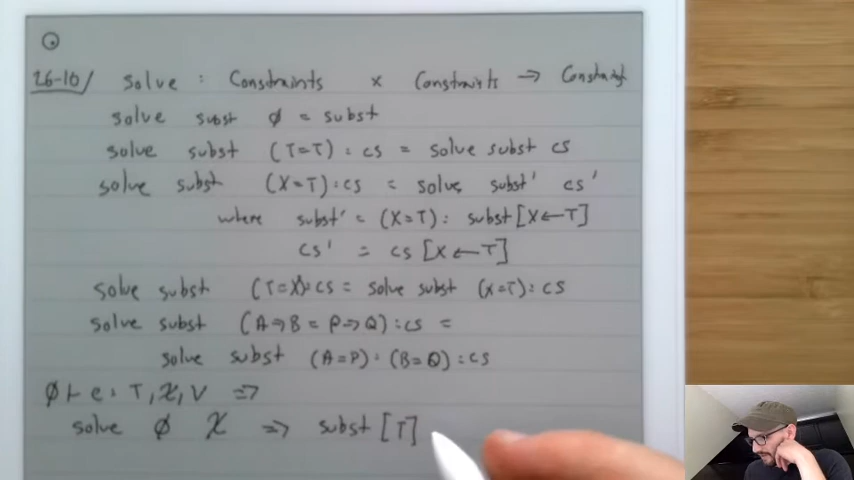 26-10/ solve : Constraints x Constraints → Constraint
solve subst ∅ = subst
solve subst (T=T) : cs = solve subst cs
solve subst (X=T) : cs = solve subst' cs'
where subst' = (X=T) : subst [X←T]
cs' = cs [X←T]
solve subst (T=X) : cs = solve subst (X=T) : cs
solve subst (A→B = P→Q) : cs =
solve subst (A=P) : (B=Q) : cs
∅ ⊢ e : T, X, V ⇒
solve ∅ X ⇒ subst [T]